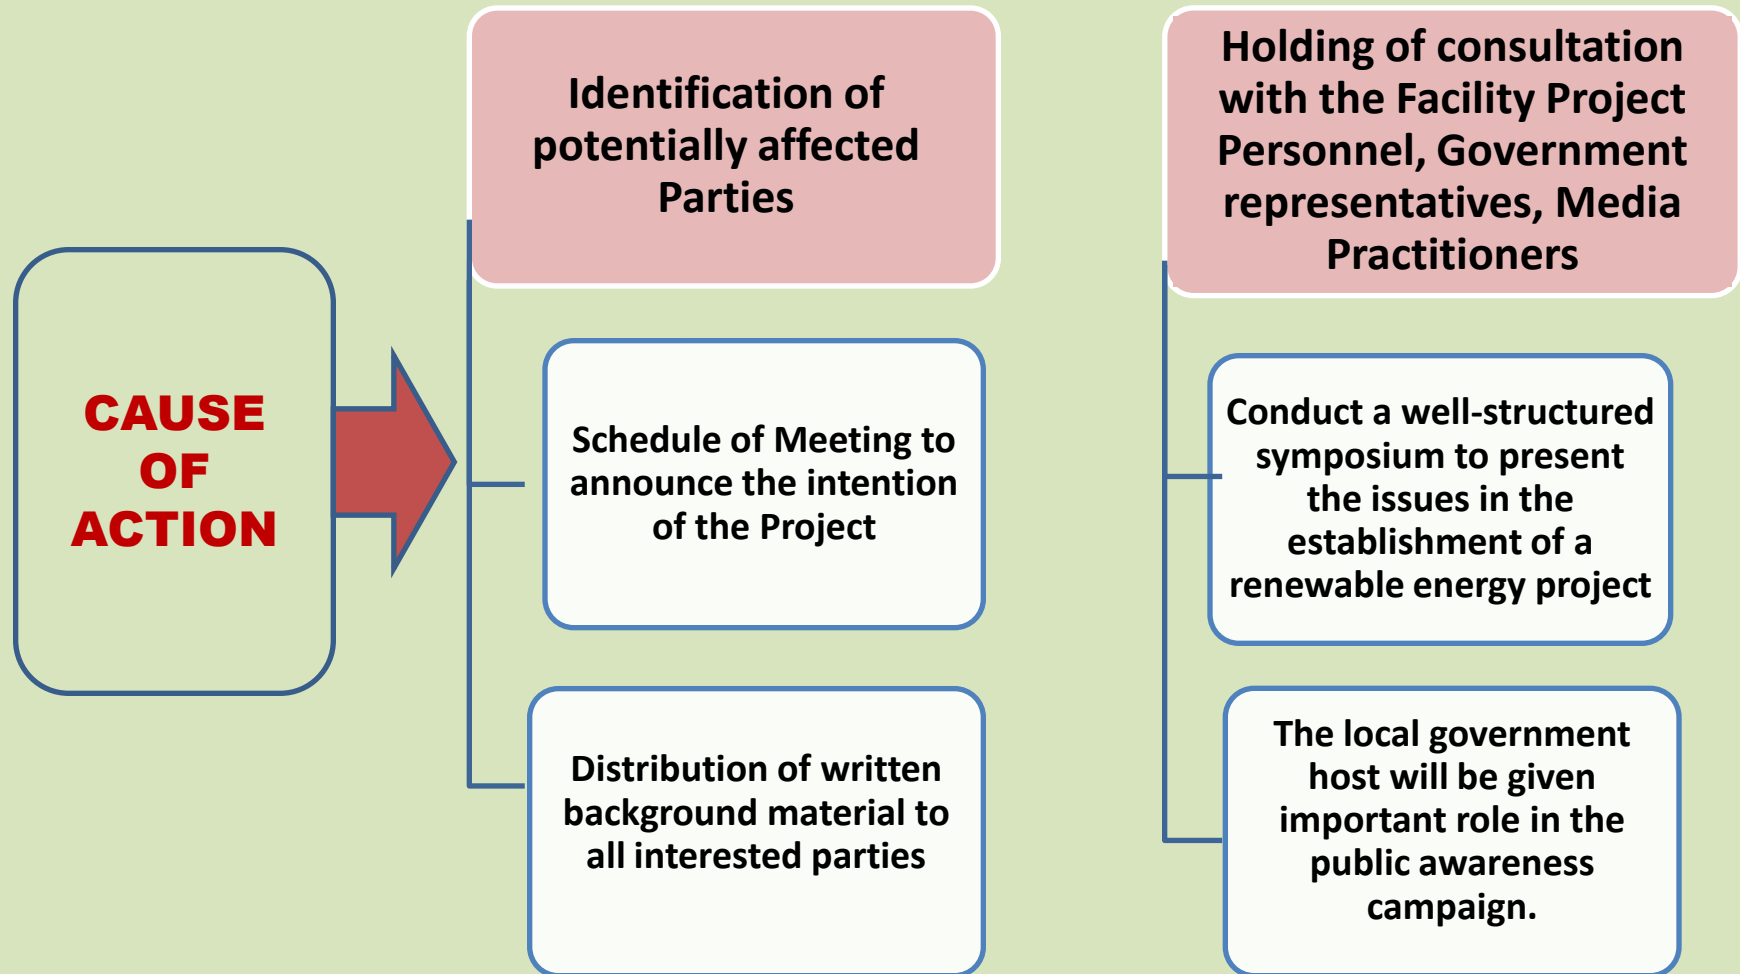 CAUSE
OF
ACTION
Identification of
potentially affected
Parties
Schedule of Meeting to
announce the intention
of the Project
Distribution of written
background material to
all interested parties
Holding of consultation
with the Facility Project
Personnel, Government
representatives, Media
Practitioners
Conduct a well-structured
symposium to present
the issues in the
establishment of a
renewable energy project
The local government
host will be given
important role in the
public awareness
campaign.